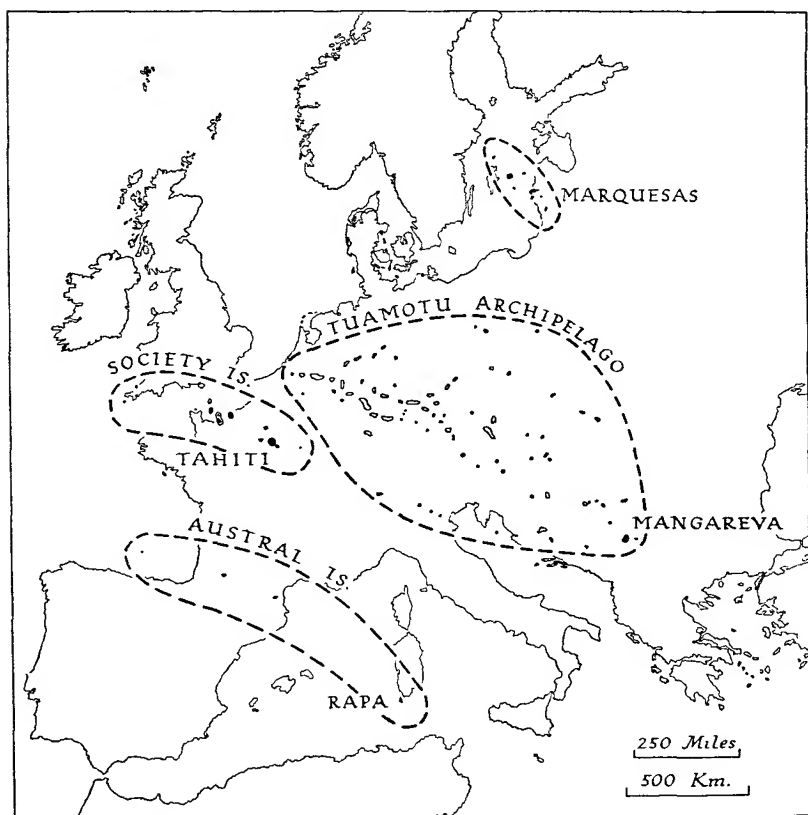 MARQUESAS
TUAMOTU ARCHIPELAGO
SOCIETY IS.
TAHITI
MANGAREVA
AUSTRAL IS.
RAPA
250 Miles
500 Km.